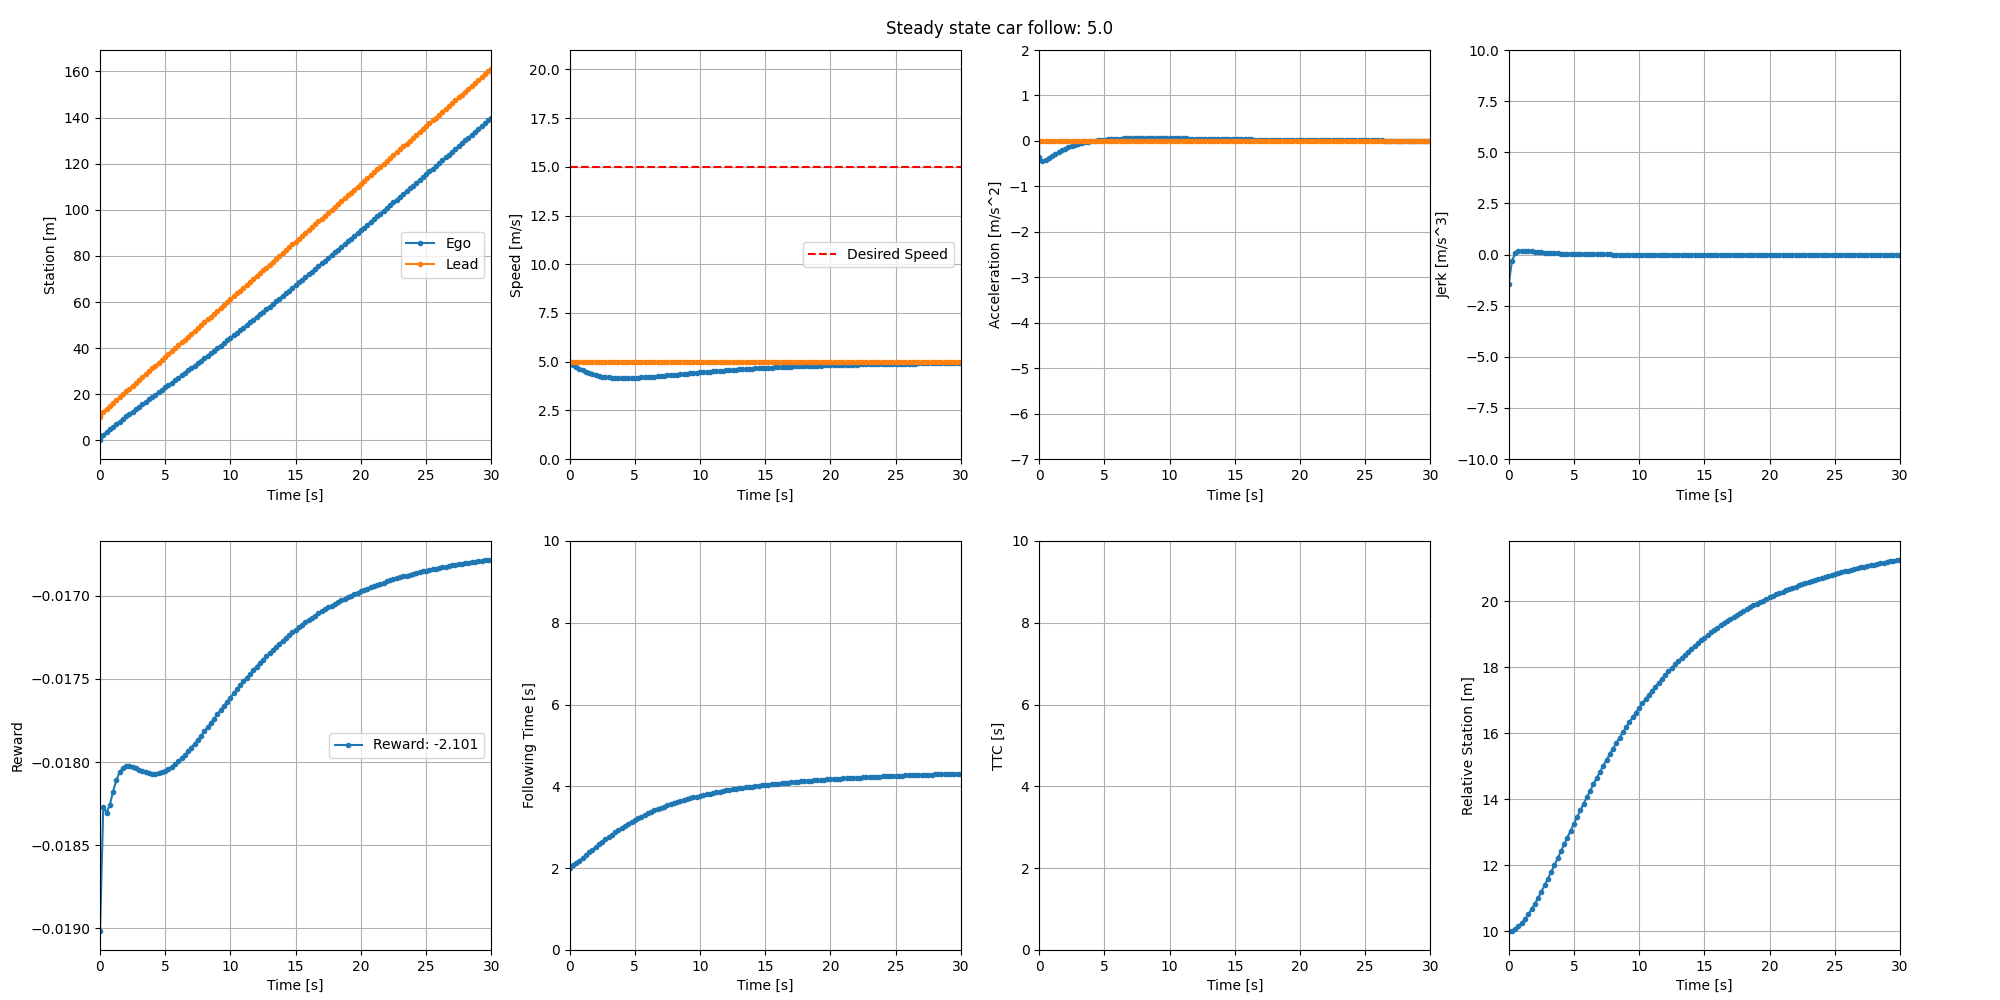 Steady state car follow: 5.0
Station [m]
160
140
120
100
80
60
40
20
0
Ego
Lead
0 5 10 15 20 25 30
Time [s]
Speed [m/s]
20.0
17.5
15.0
12.5
10.0
7.5
5.0
2.5
0.0
Desired Speed
0 5 10 15 20 25 30
Time [s]
Acceleration [m/s^2]
2
1
0
−1
−2
−3
−4
−5
−6
−7
0 5 10 15 20 25 30
Time [s]
Jerk [m/s^3]
10.0
7.5
5.0
2.5
0.0
−2.5
−5.0
−7.5
−10.0
0 5 10 15 20 25 30
Time [s]
Reward
−0.0170
−0.0175
−0.0180
−0.0185
−0.0190
Reward: -2.101
0 5 10 15 20 25 30
Time [s]
Following Time [s]
10
8
6
4
2
0
0 5 10 15 20 25 30
Time [s]
TTC [s]
10
8
6
4
2
0
0 5 10 15 20 25 30
Time [s]
Relative Station [m]
20
18
16
14
12
10
0 5 10 15 20 25 30
Time [s]